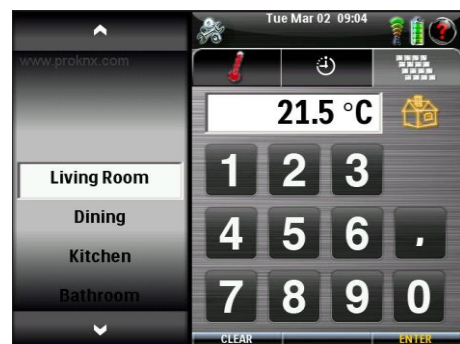 Tue Mar 02 09:04
www.proknx.com
21.5 °C
Living Room
Dining
Kitchen
Bathroom
1 2 3
4 5 6 ,
7 8 9 0
CLEAR
ENTER